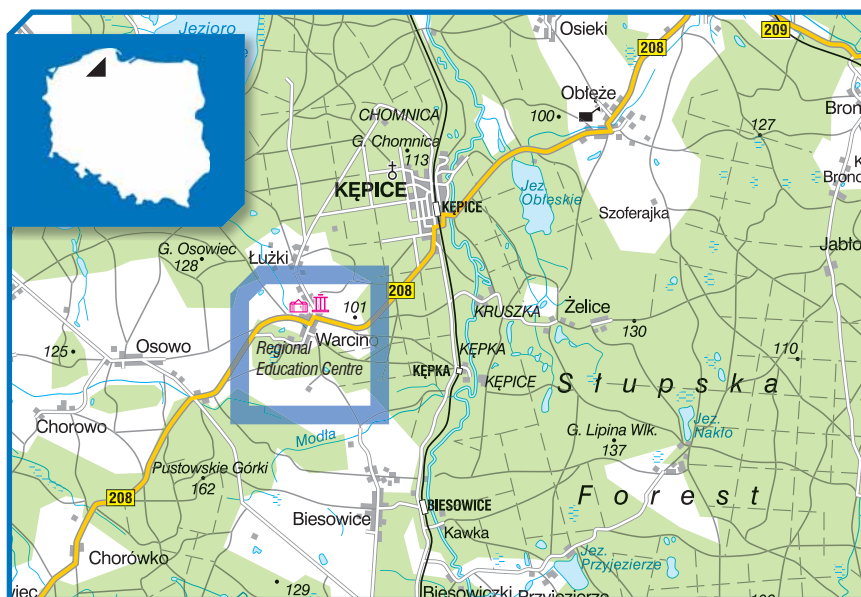 Jezioro
Osieki
208
209
Obłęże
CHOMNICA
100
Bron
127
G. Chomnica
113
KĘPICE
KĘPICE
Jez
Obłęskie
Bronc
Szoferajka
G. Osowiec
128
Łużki
Jabło
208
101
KRUSZKA
Żelice
130
Warcino
Regional
Education Centre
125
Osowo
KĘPKA
KĘPKA
KĘPICE
110
Słupska
Chorowo
Modła
G. Lipina Wlk.
137
Jez.
Nakło
Pustowskie Górki
162
208
Forest
Biesowice
BIESOWICE
Kawka
Chorówko
Jez.
Przyjezierze
129
Biesowiczki
Przyjezierze